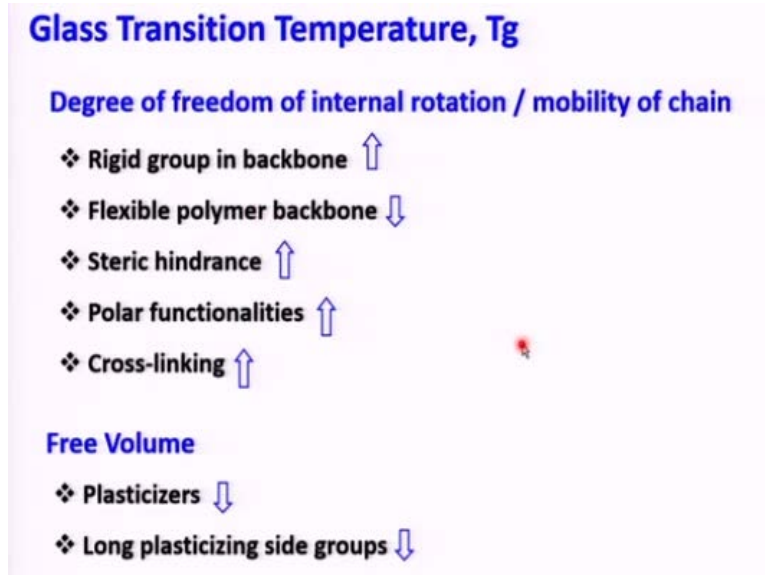 Glass Transition Temperature, Tg
Degree of freedom of internal rotation / mobility of chain
❖ Rigid group in backbone ⇧
❖ Flexible polymer backbone ⇩
❖ Steric hindrance ⇧
❖ Polar functionalities ⇧
❖ Cross-linking ⇧
Free Volume
❖ Plasticizers ⇩
❖ Long plasticizing side groups ⇩